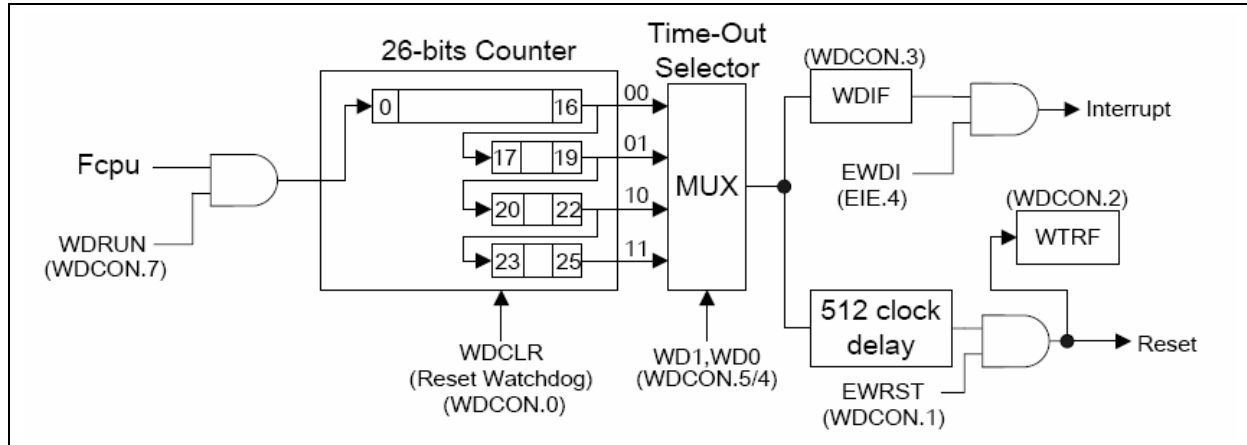 26-bits Counter
Time-Out
Selector
(WDCON.3)
WDIF
Interrupt
EWDI
(EIE.4)
0
16
00
17
19
01
20
22
10
23
25
11
MUX
Fcpu
WDRUN
(WDCON.7)
(WDCON.2)
WTRF
512 clock
delay
Reset
WDCLR
(Reset Watchdog)
(WDCON.0)
WD1,WD0
(WDCON.5/4)
EWRST
(WDCON.1)